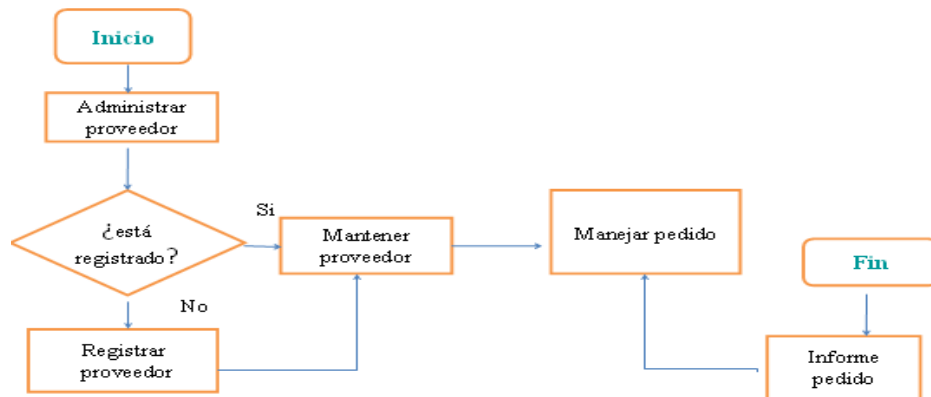 Inicio
Administrar
proveedor
¿está
registrado?
Si
No
Registrar
proveedor
Mantener
proveedor
Manejar pedido
Fin
Informe
pedido